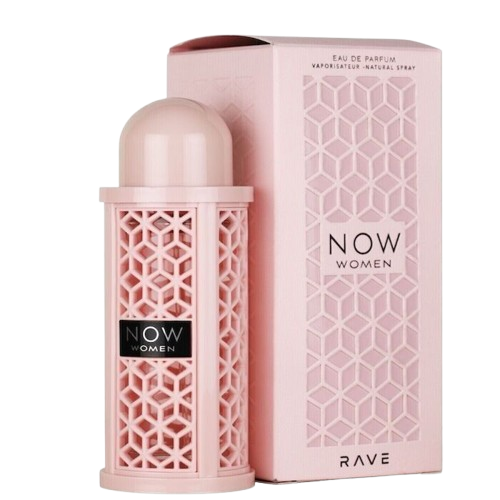 EAU DE PARFUM
VAPORISATEUR -NATURAL SPRAY
NOW
WOMEN
RAVE
NOW
WOMEN